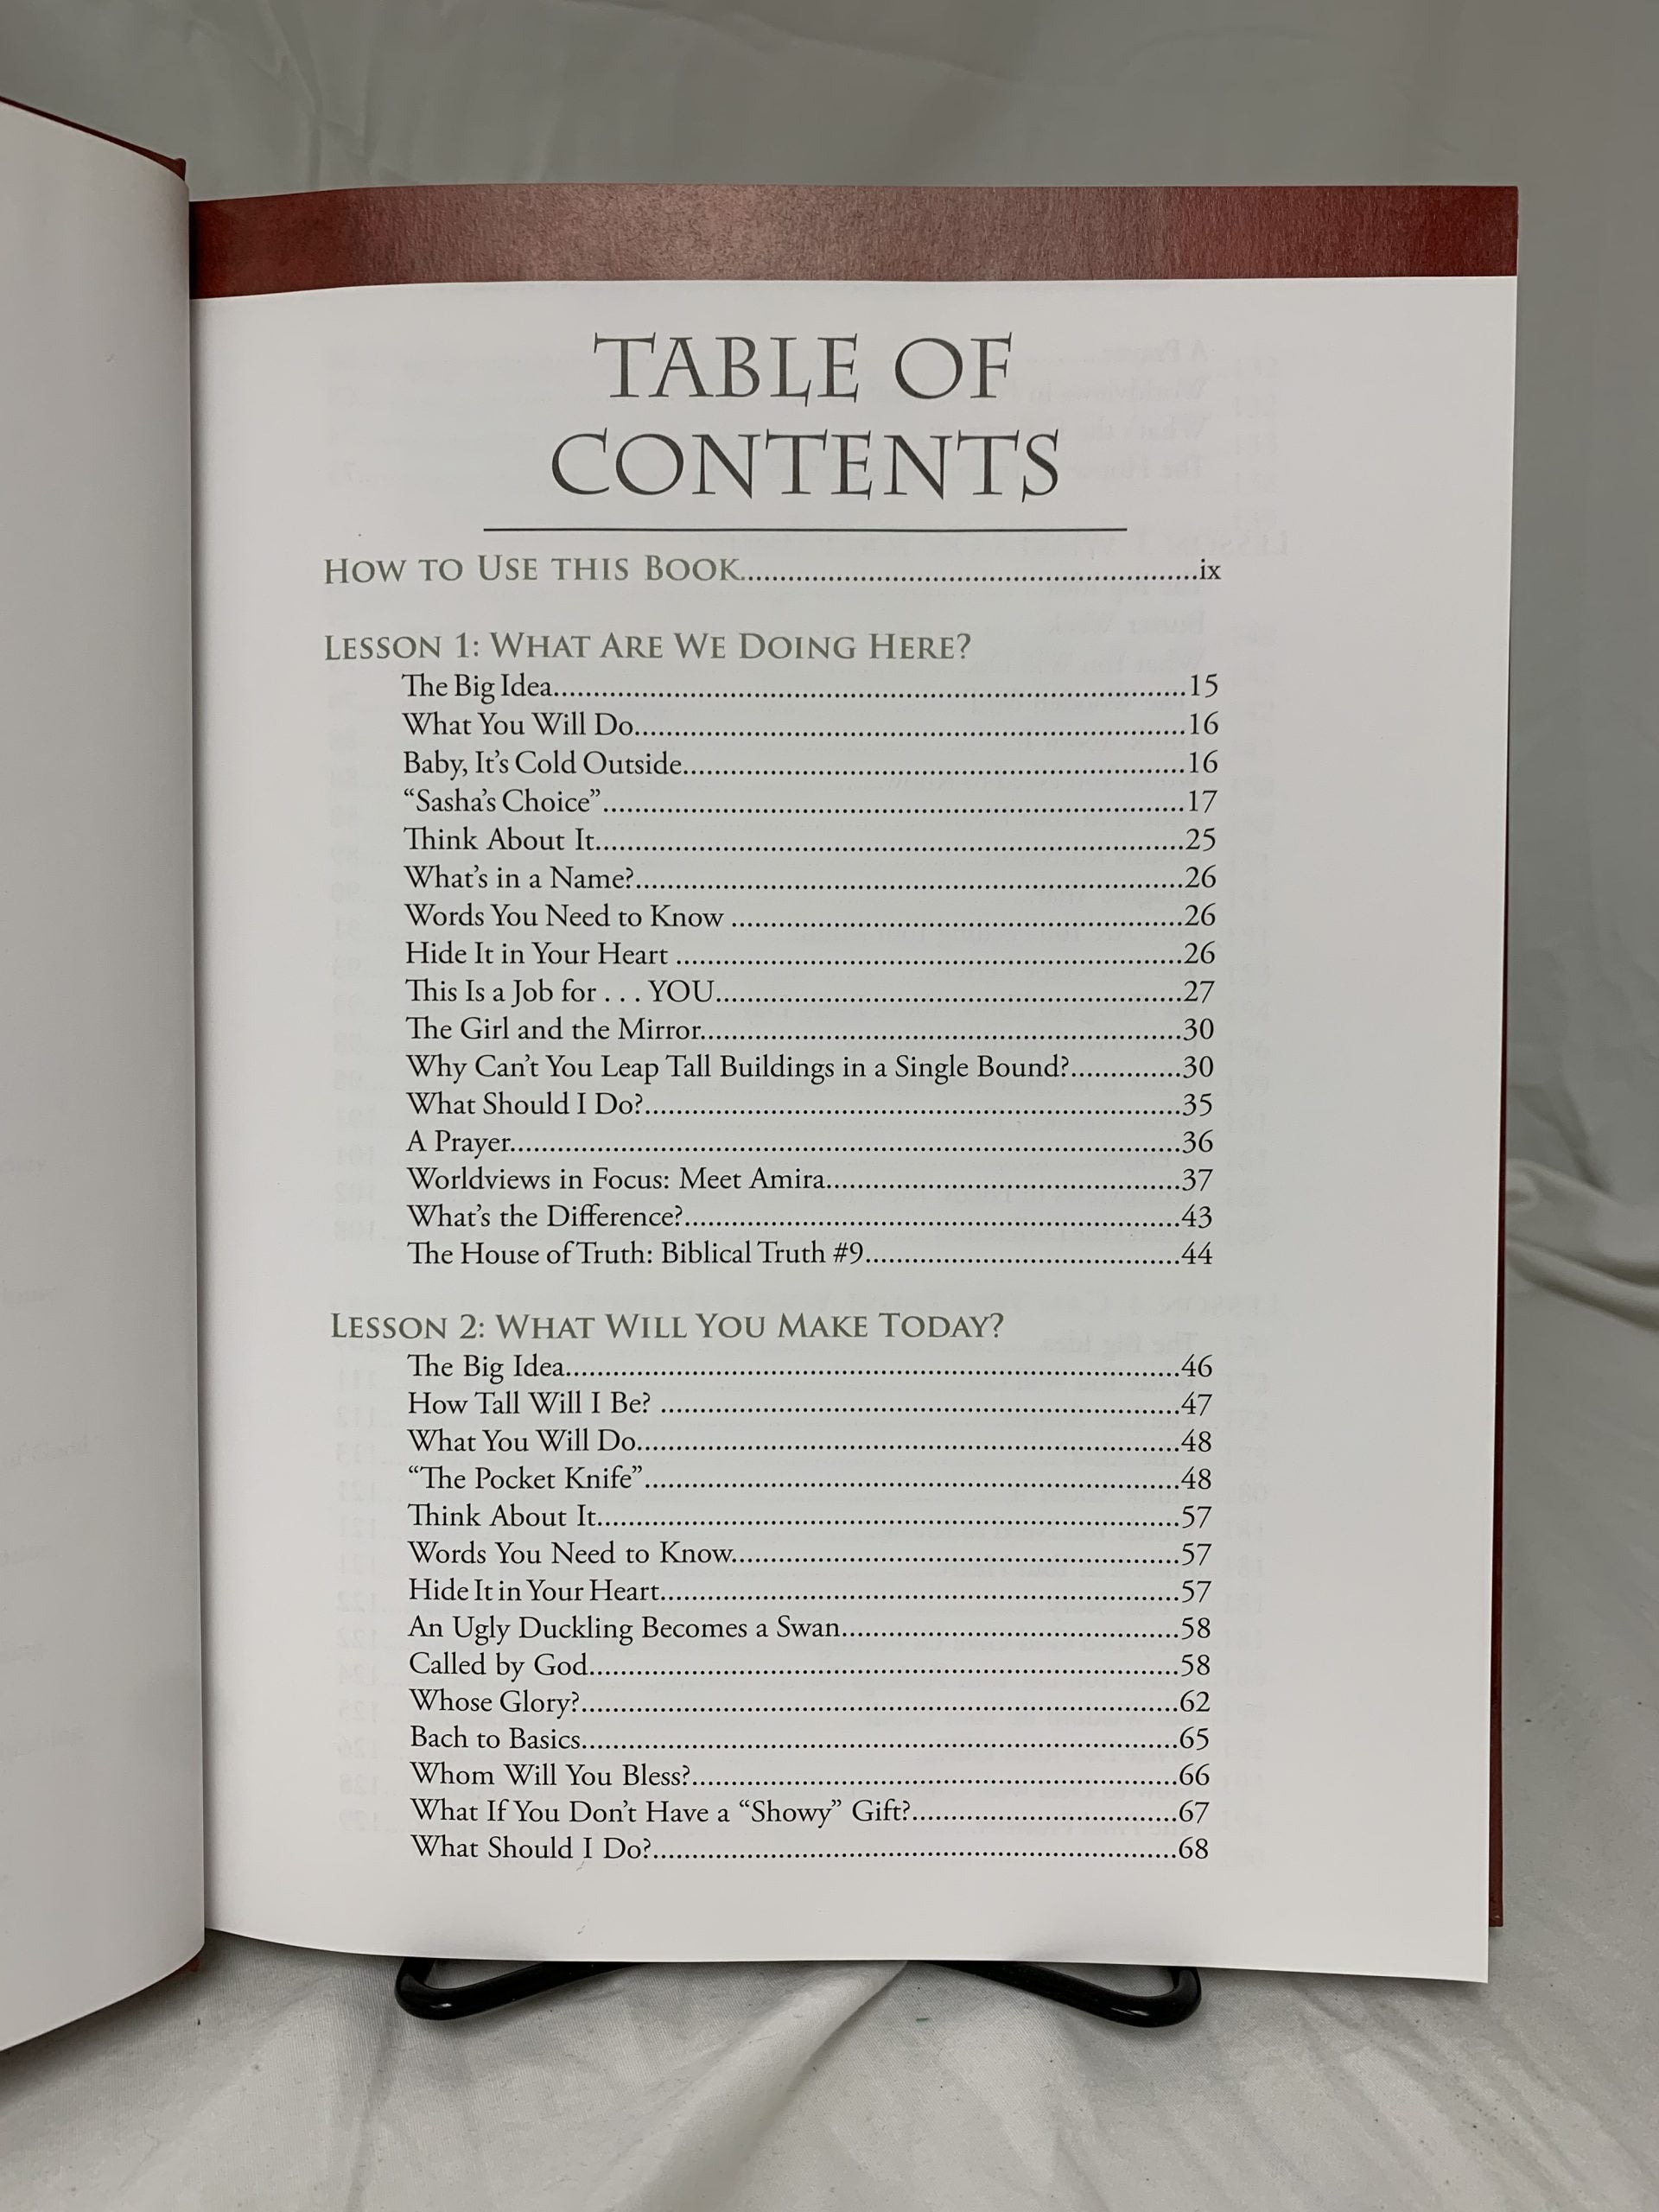 TABLE OF
CONTENTS
HOW TO USE THIS BOOK..........ix
LESSON 1: WHAT ARE WE DOING HERE?
The Big Idea..........15
What You Will Do..........16
Baby, It's Cold Outside..........16
“Sasha's Choice”..........17
Think About It..........25
What's in a Name?..........26
Words You Need to Know ..........26
Hide It in Your Heart ..........26
This Is a Job for . . . YOU..........27
The Girl and the Mirror..........30
Why Can't You Leap Tall Buildings in a Single Bound?..........30
What Should I Do?..........35
A Prayer..........36
Worldviews in Focus: Meet Amira..........37
What's the Difference?..........43
The House of Truth: Biblical Truth #9..........44
LESSON 2: WHAT WILL YOU MAKE TODAY?
The Big Idea..........46
How Tall Will I Be? ..........47
What You Will Do..........48
“The Pocket Knife”..........48
Think About It..........57
Words You Need to Know..........57
Hide It in Your Heart..........57
An Ugly Duckling Becomes a Swan..........58
Called by God..........58
Whose Glory?..........62
Bach to Basics..........65
Whom Will You Bless?..........66
What If You Don't Have a “Showy” Gift?..........67
What Should I Do?..........68